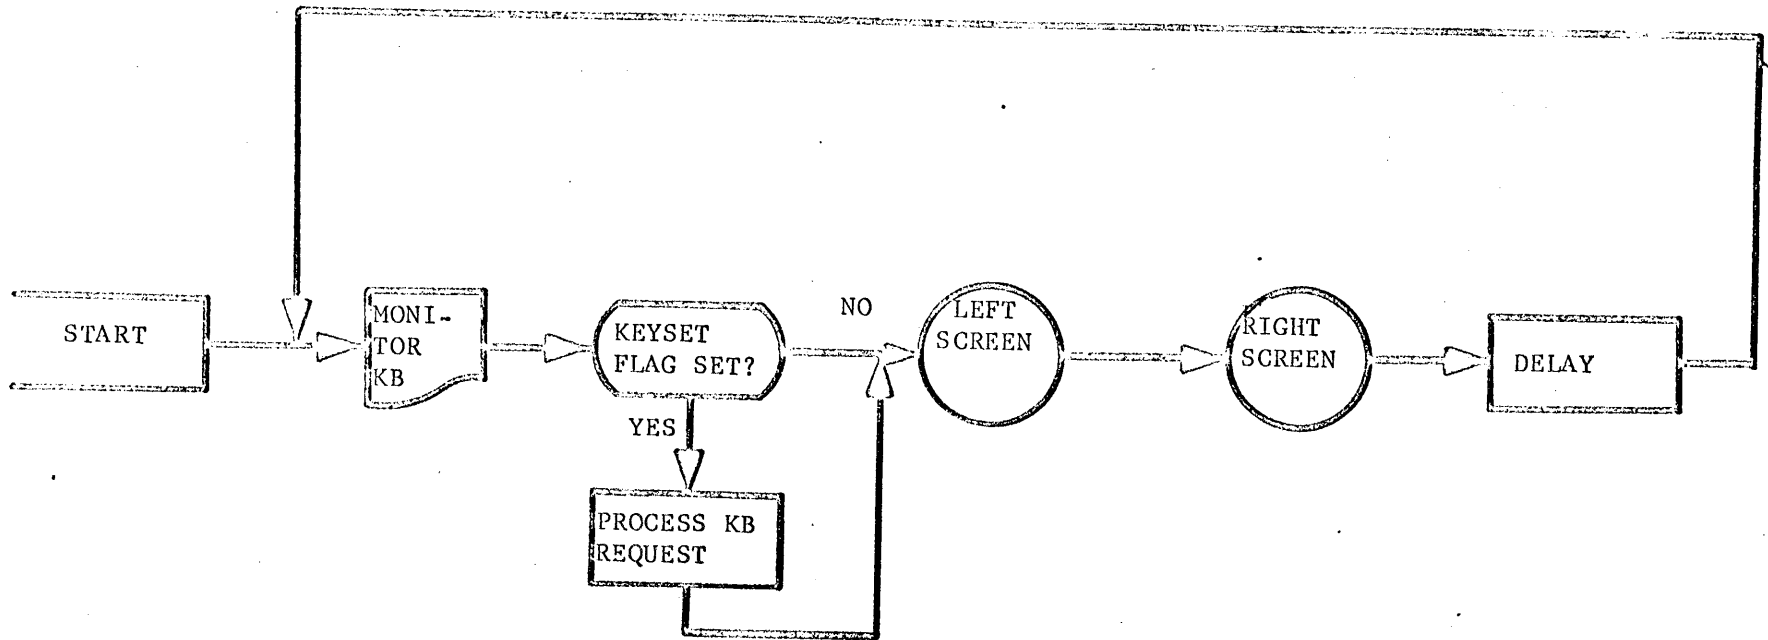 START
MONI-
TOR
KB
KEYSET
FLAG SET?
NO
YES
PROCESS KB
REQUEST
LEFT
SCREEN
RIGHT
SCREEN
DELAY